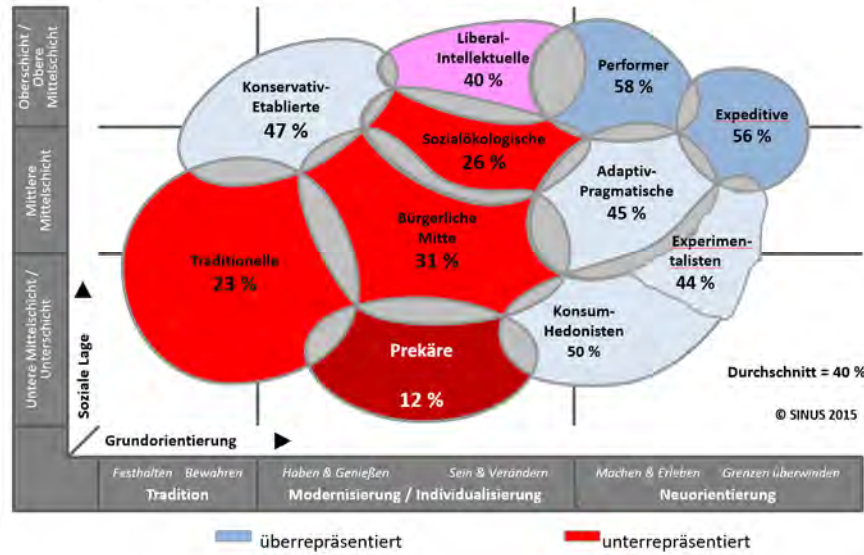 Oberschicht /
Obere
Mittelschicht
Mittlere
Mittelschicht
Untere Mittelschicht /
Unterschicht
Soziale Lage
Liberal-
Intellektuelle
40 %
Performer
58 %
Expeditive
56 %
Konservativ-
Etablierte
47 %
Sozialökologische
26 %
Adaptiv-
Pragmatische
45 %
Bürgerliche
Mitte
31 %
Traditionelle
23 %
Experimen-
talisten
44 %
Konsum-
Hedonisten
50 %
Prekäre
12 %
Durchschnitt = 40 %
© SINUS 2015
Grundorientierung
Festhalten Bewahren
Tradition
Haben & Genießen Sein & Verändern
Modernisierung / Individualisierung
Machen & Erleben Grenzen überwinden
Neuorientierung
überrepräsentiert
unterrepräsentiert